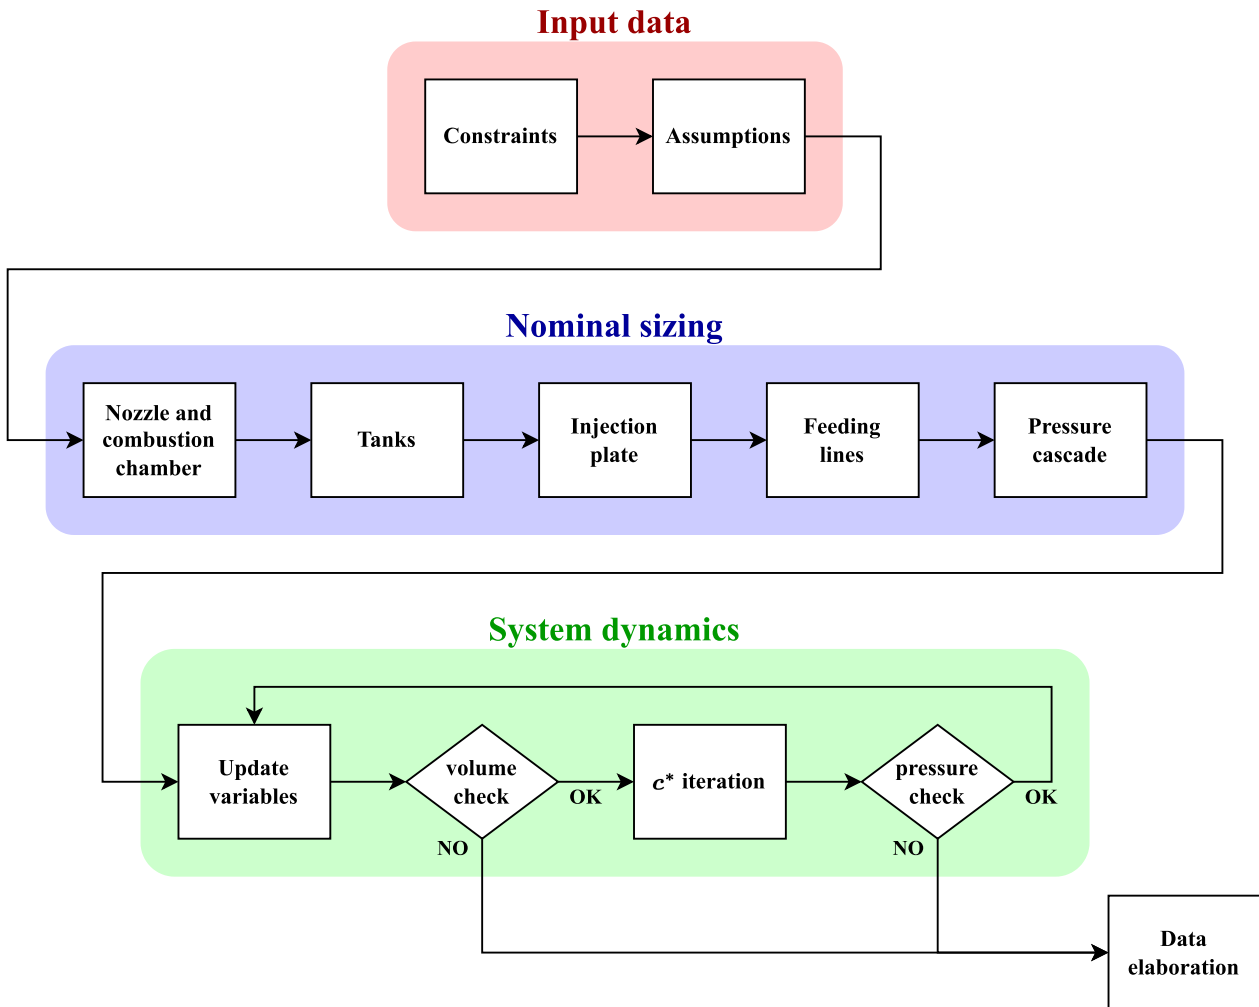 Input data
Constraints
Assumptions
Nominal sizing
Nozzle and
combustion
chamber
Tanks
Injection
plate
Feeding
lines
Pressure
cascade
System dynamics
Update
variables
volume
check
OK
NO
c* iteration
pressure
check
OK
NO
Data
elaboration